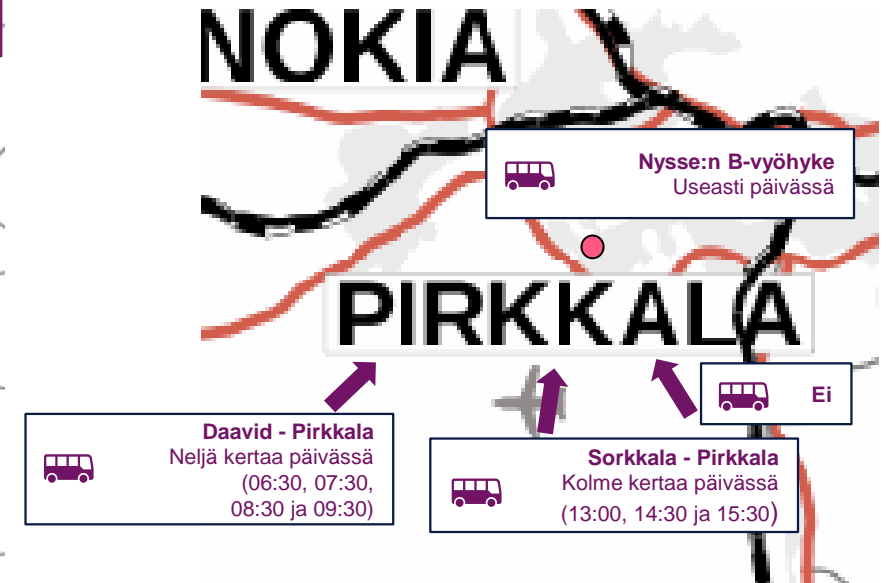 NOKIA
Nysse:n B-vyöhyke
Useasti päivässä
PIRKKALA
Ei
Daavid - Pirkkala
Neljä kertaa päivässä
(06:30, 07:30,
08:30 ja 09:30)
Sorkkala - Pirkkala
Kolme kertaa päivässä
(13:00, 14:30 ja 15:30)